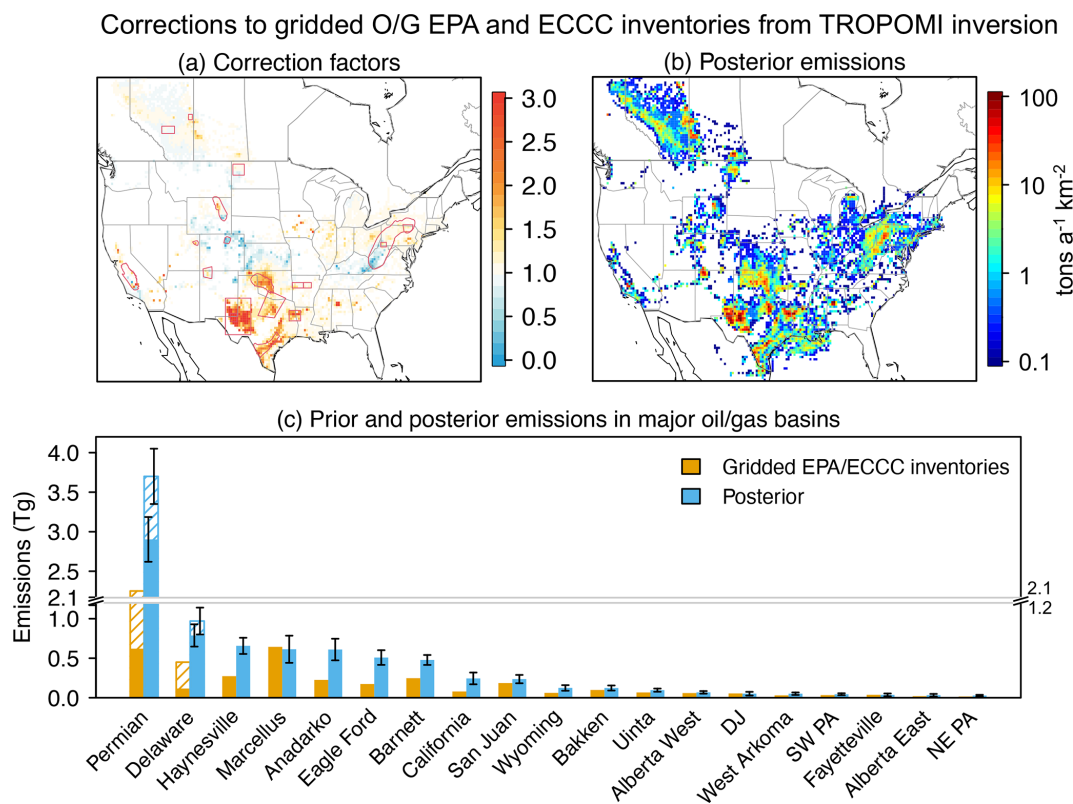 Corrections to gridded O/G EPA and ECCC inventories from TROPOMI inversion
(a) Correction factors
(b) Posterior emissions
3.0
2.5
2.0
1.5
1.0
0.5
0.0
100
10
1
0.1
tons a⁻¹ km⁻²
(c) Prior and posterior emissions in major oil/gas basins
Emissions (Tg)
4.0
3.5
3.0
2.5
2.1
1.0
0.5
0.0
2.1
1.2
Gridded EPA/ECCC inventories
Posterior
Permian
Delaware
Haynesville
Marcellus
Anadarko
Eagle Ford
Barnett
California
San Juan
Wyoming
Bakken
Uinta
Alberta West
DJ
West Arkoma
SW PA
Fayetteville
Alberta East
NE PA